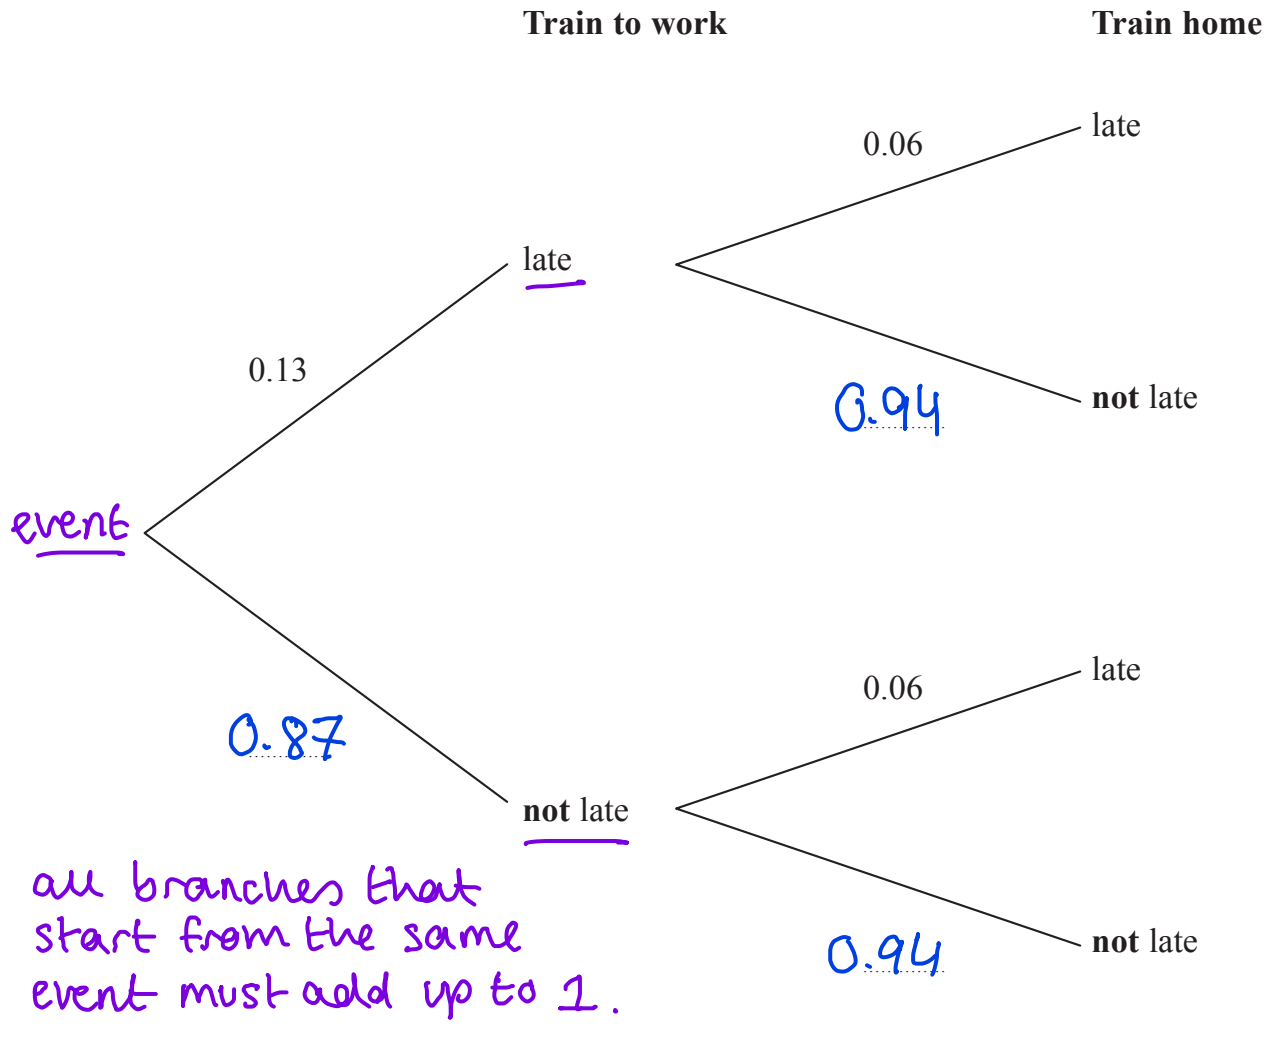 Train to work Train home
late
0.06
late
0.13
0.94 not late
event
late
0.06
0.87
not late
all branches that
start from the same
event must add up to 1.
0.94 not late